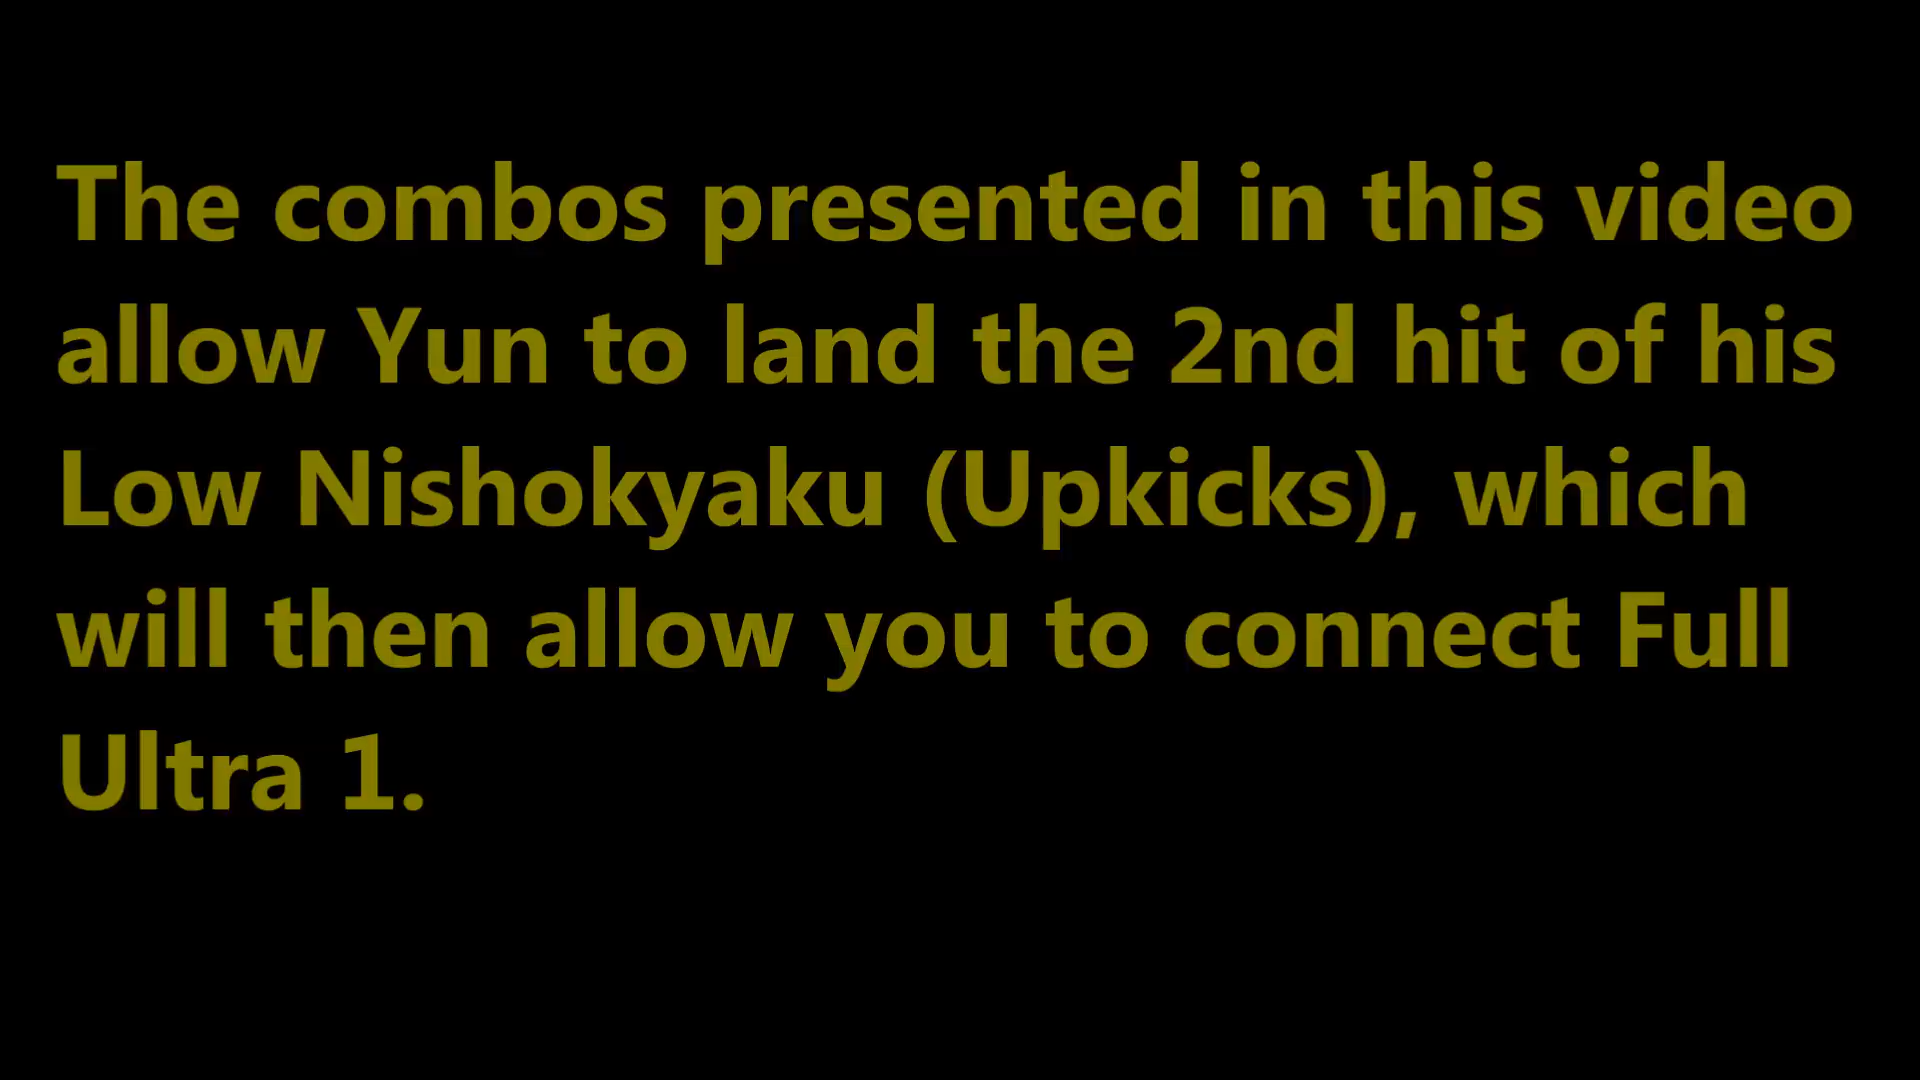 The combos presented in this video
allow Yun to land the 2nd hit of his
Low Nishokyaku (Upkicks), which
will then allow you to connect Full
Ultra 1.